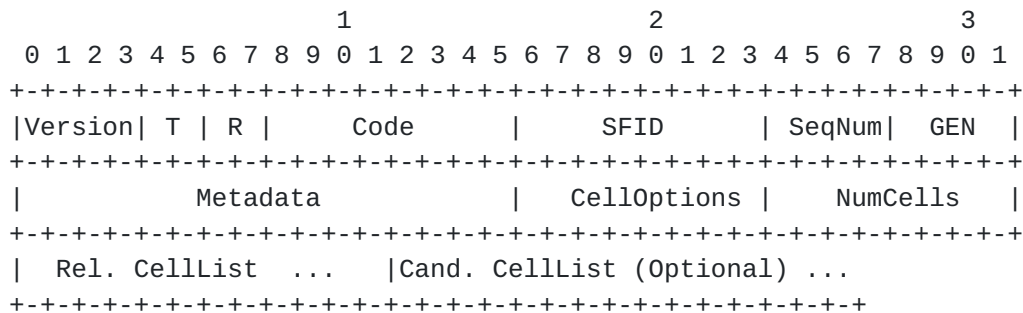 1                   2                   3
 0 1 2 3 4 5 6 7 8 9 0 1 2 3 4 5 6 7 8 9 0 1 2 3 4 5 6 7 8 9 0 1
+-+-+-+-+-+-+-+-+-+-+-+-+-+-+-+-+-+-+-+-+-+-+-+-+-+-+-+-+-+-+-+-+
|Version| T | R |     Code      |     SFID      | SeqNum|  GEN  |
+-+-+-+-+-+-+-+-+-+-+-+-+-+-+-+-+-+-+-+-+-+-+-+-+-+-+-+-+-+-+-+-+
|           Metadata            |   CellOptions |    NumCells   |
+-+-+-+-+-+-+-+-+-+-+-+-+-+-+-+-+-+-+-+-+-+-+-+-+-+-+-+-+-+-+-+-+
|  Rel. CellList  ...   |Cand. CellList (Optional) ...
+-+-+-+-+-+-+-+-+-+-+-+-+-+-+-+-+-+-+-+-+-+-+-+-+-+-+-+